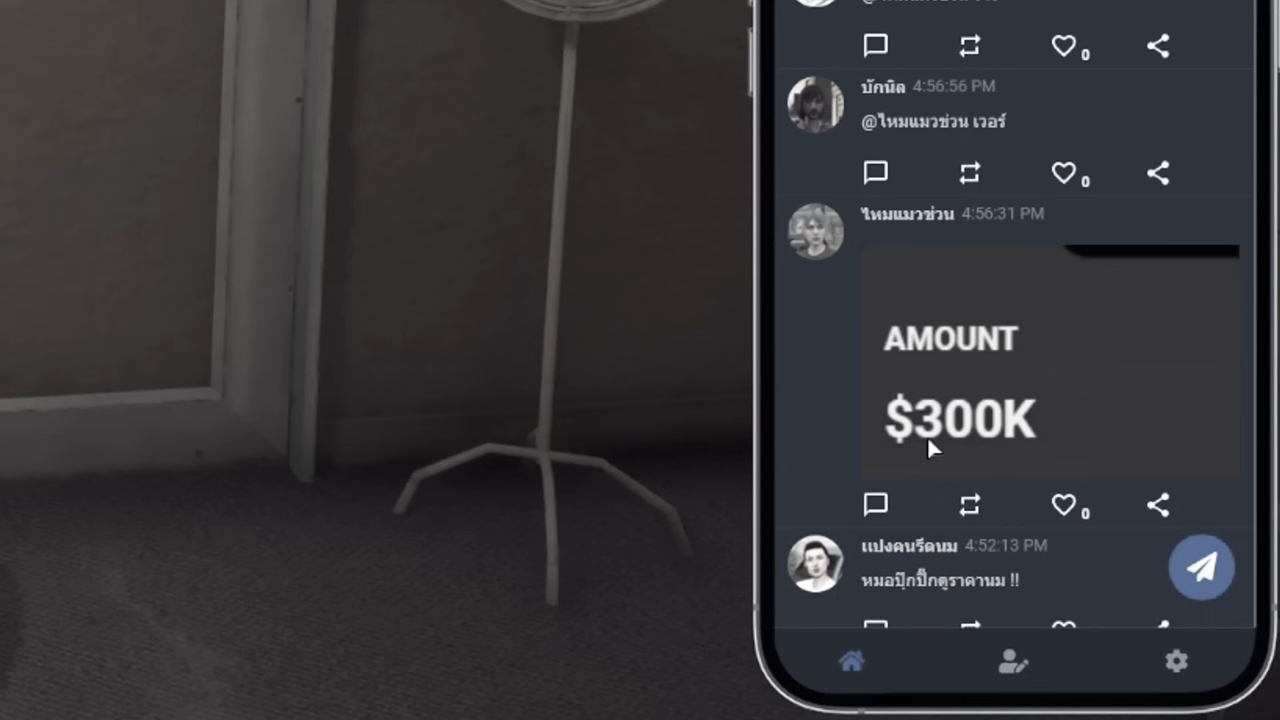 0
บักนิด 4:56:56 PM
@ไหมแมวข่วน เวอร์
0
ไหมแมวข่วน 4:56:31 PM
AMOUNT
$300K
0
แปงคนรีดนม 4:52:13 PM
หมอปุ๊กปิ๊กดูราคานม !!